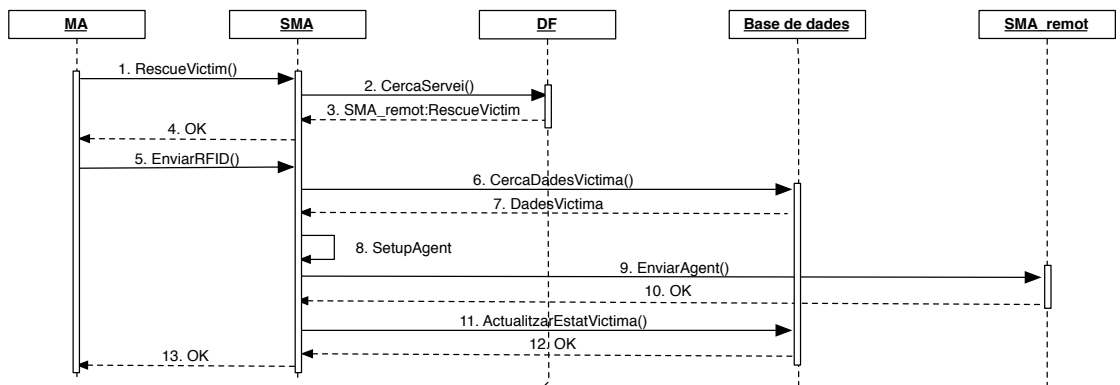 MA
SMA
DF
Base de dades
SMA_remot
1. RescueVictim()
2. CercaServei()
3. SMA_remot:RescueVictim
4. OK
5. EnviarRFID()
6. CercaDadesVictima()
7. DadesVictima
8. SetupAgent
9. EnviarAgent()
10. OK
11. ActualitzarEstatVictima()
12. OK
13. OK